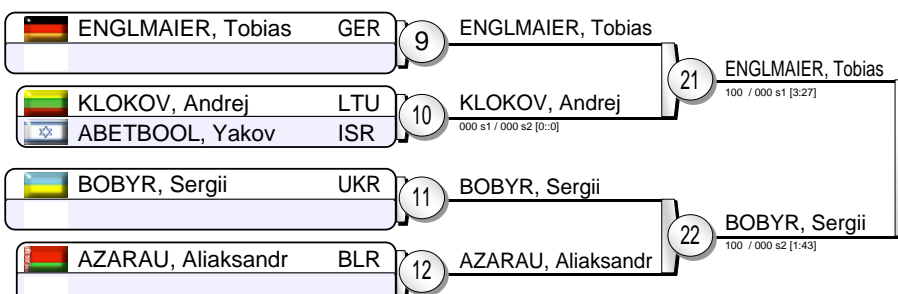 ENGLMAIER, Tobias GER
9
ENGLMAIER, Tobias
21
ENGLMAIER, Tobias
100 / 000 s1 [3:27]
KLOKOV, Andrej LTU
ABETBOOL, Yakov ISR
10
KLOKOV, Andrej
000 s1 / 000 s2 [0::0]
BOBYR, Sergii UKR
11
BOBYR, Sergii
22
BOBYR, Sergii
100 / 000 s2 [1:43]
AZARAU, Aliaksandr BLR
12
AZARAU, Aliaksandr